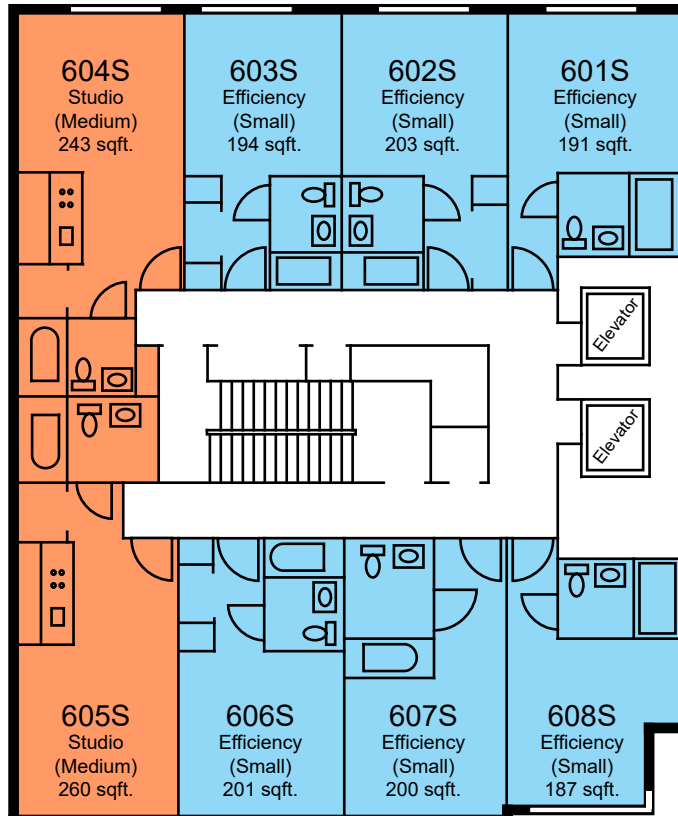 604S
Studio
(Medium)
243 sqft.
603S
Efficiency
(Small)
194 sqft.
602S
Efficiency
(Small)
203 sqft.
601S
Efficiency
(Small)
191 sqft.
Elevator
Elevator
605S
Studio
(Medium)
260 sqft.
606S
Efficiency
(Small)
201 sqft.
607S
Efficiency
(Small)
200 sqft.
608S
Efficiency
(Small)
187 sqft.